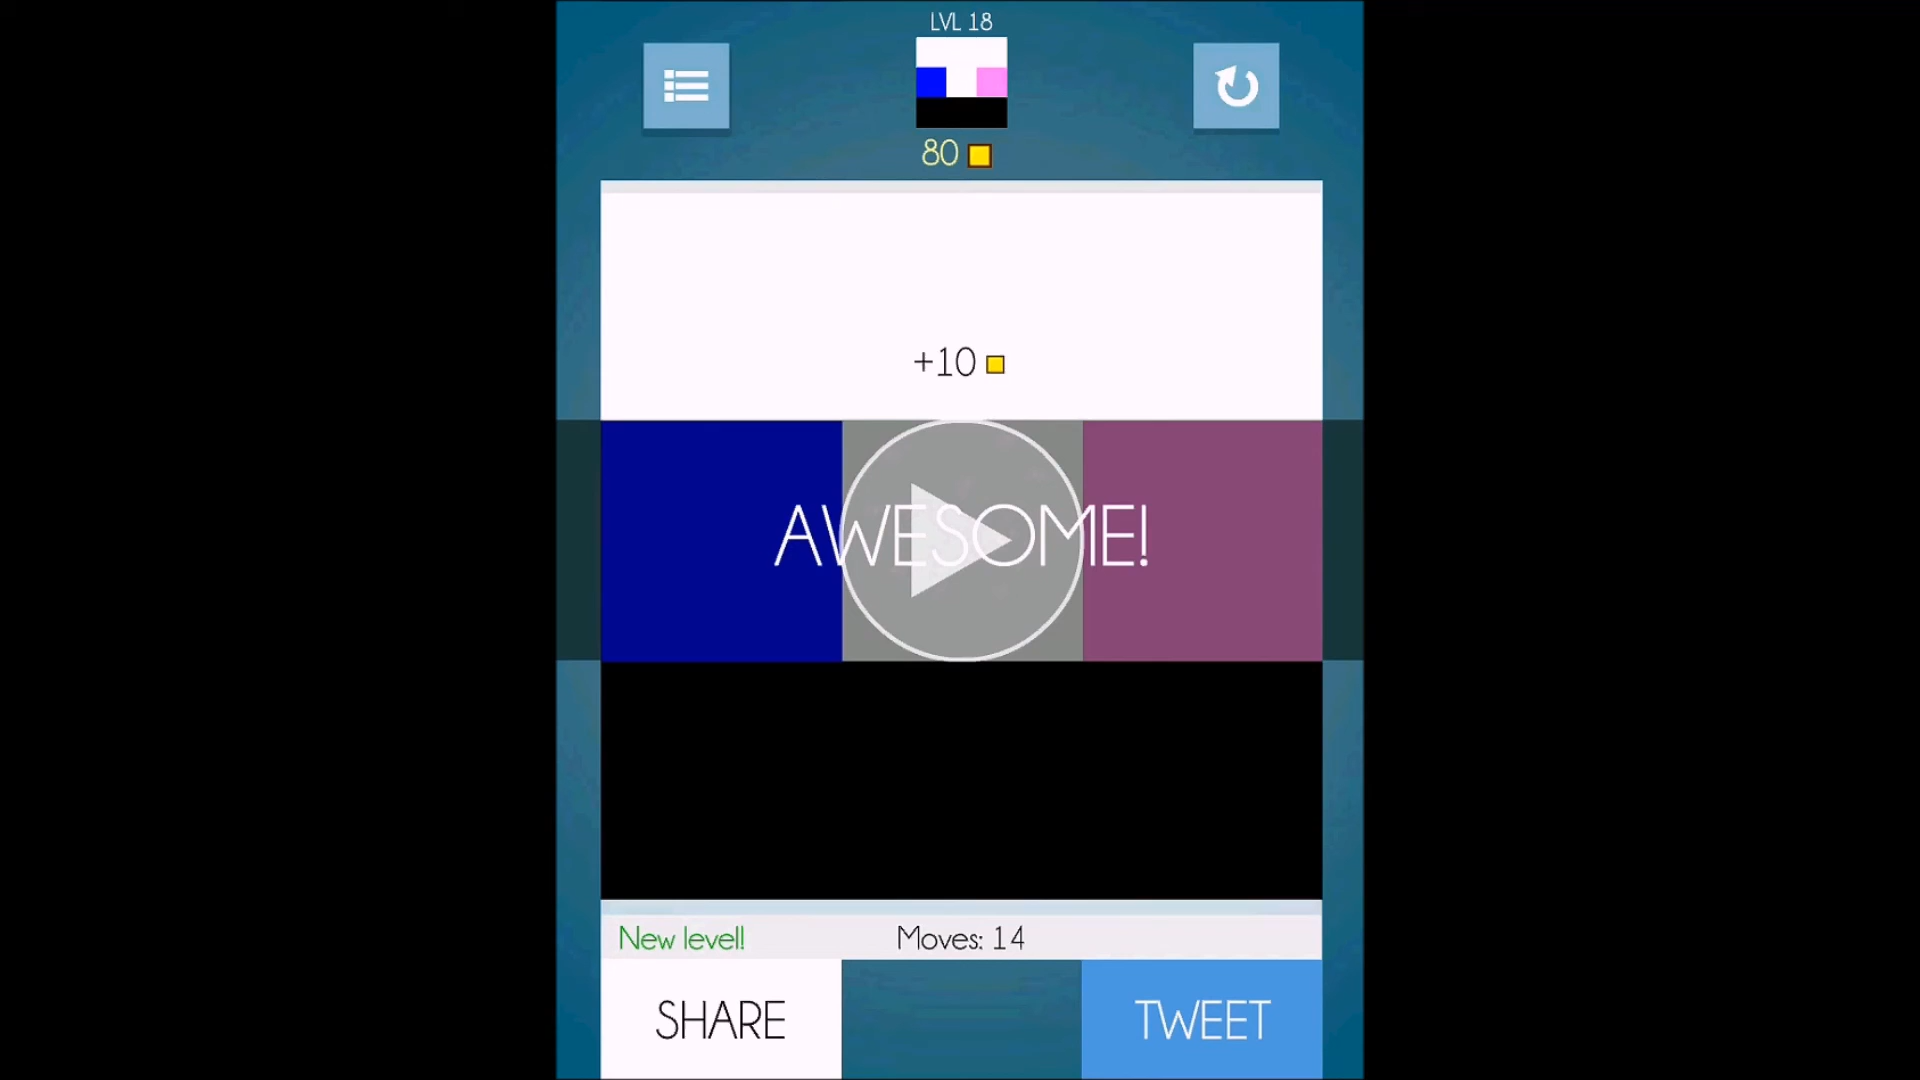 LVL 18
80
+10
AWESOME!
New level!
Moves: 14
SHARE
TWEET